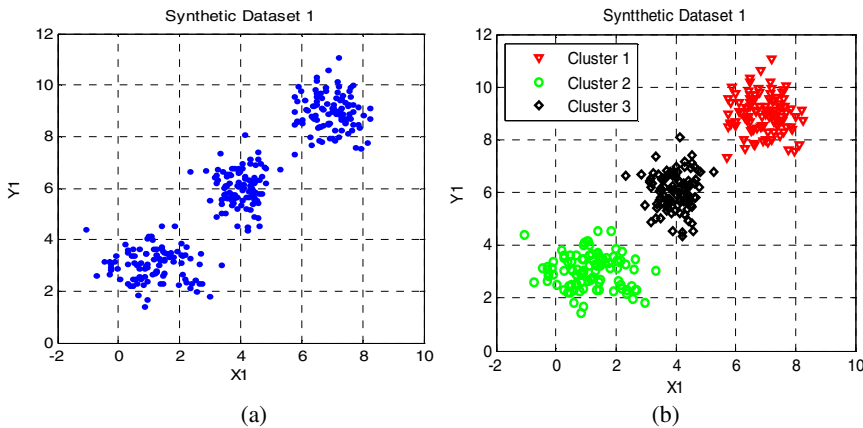 Synthetic Dataset 1
12
10
8
6
4
2
0
-2 0 2 4 6 8 10
Y1
X1
(a)
Syntthetic Dataset 1
Cluster 1
Cluster 2
Cluster 3
12
10
8
6
4
2
0
-2 0 2 4 6 8 10
Y1
X1
(b)